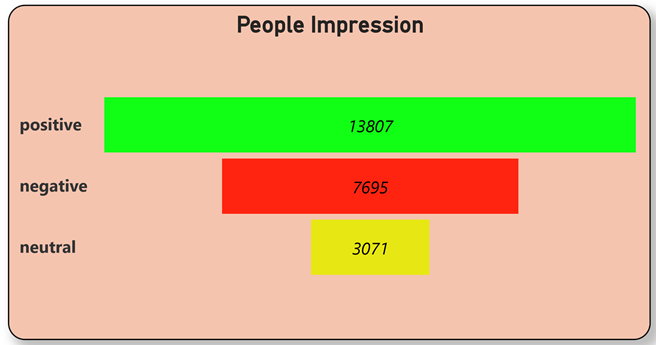 People Impression
positive 13807
negative 7695
neutral 3071